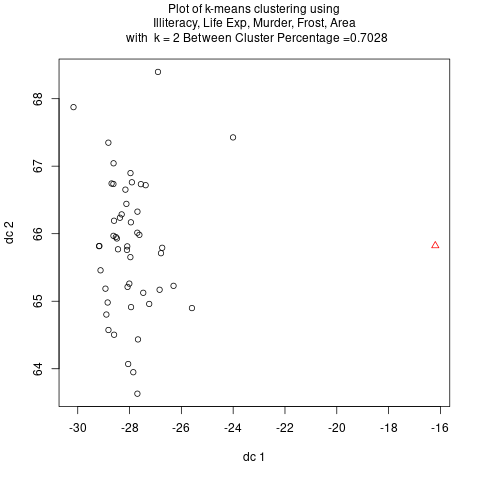 Plot of k-means clustering using
Illiteracy, Life Exp, Murder, Frost, Area
with k = 2 Between Cluster Percentage =0.7028
68
67
66
65
64
dc 2
-30 -28 -26 -24 -22 -20 -18 -16
dc 1